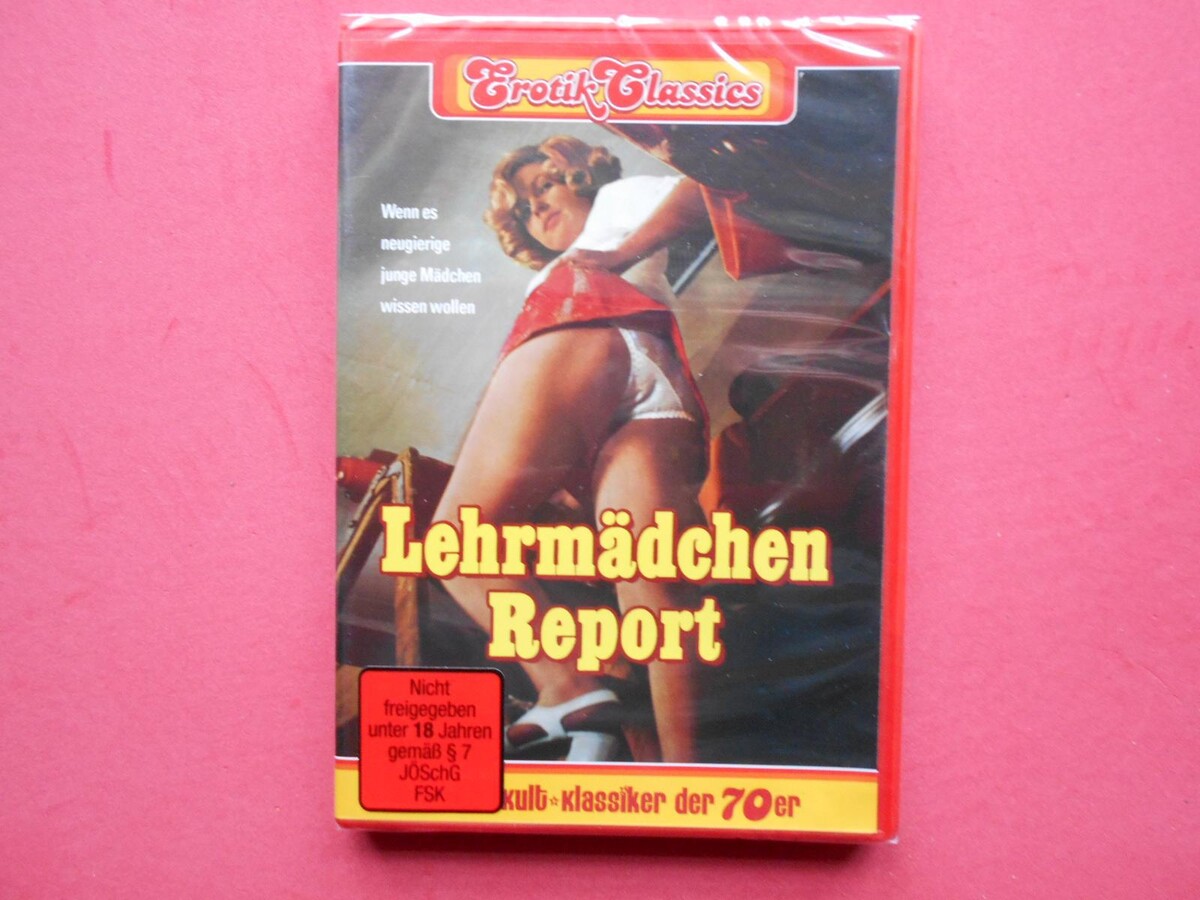 Erotik Classics
Wenn es
neugierige
junge Mädchen
wissen wollen
Lehrmädchen
Report
Nicht
freigegeben
unter 18 Jahren
gemäß § 7
JÖSchG
FSK
Kult☆Klassiker der 70er